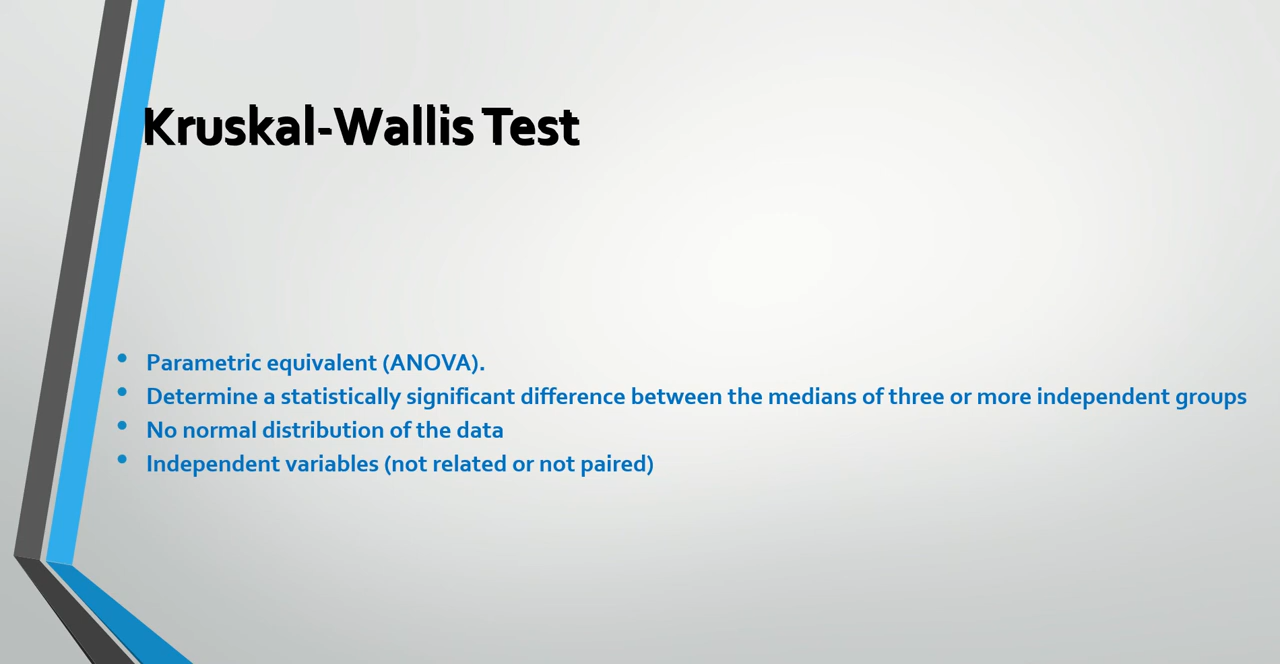 Kruskal-Wallis Test
• Parametric equivalent (ANOVA).
• Determine a statistically significant difference between the medians of three or more independent groups
• No normal distribution of the data
• Independent variables (not related or not paired)